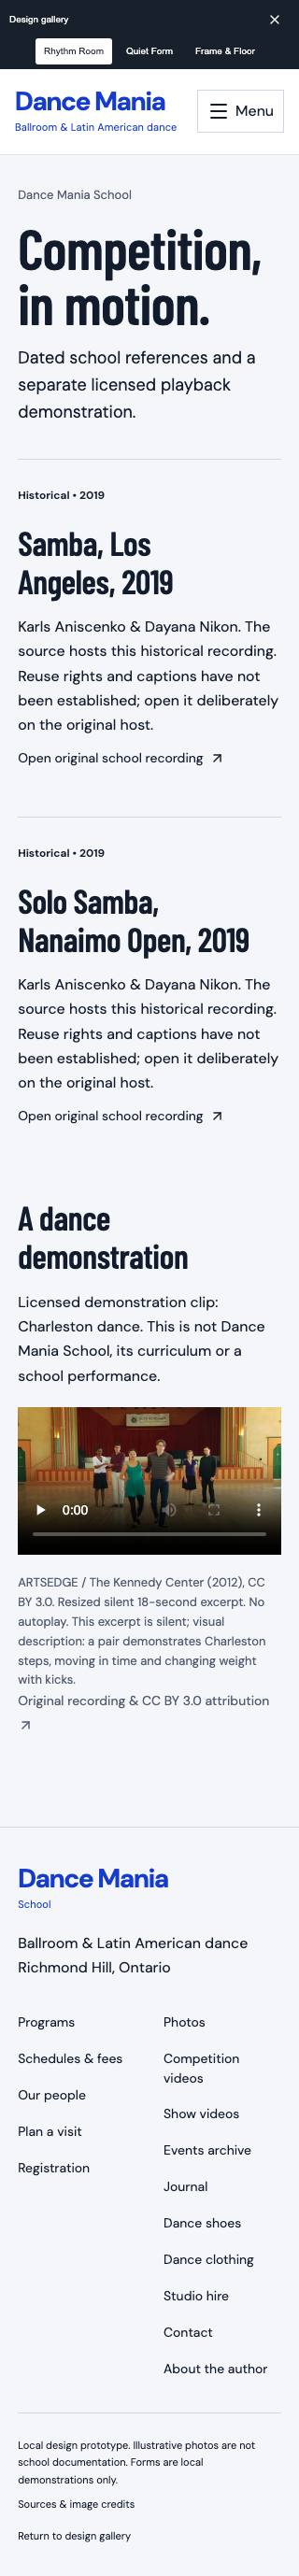 Design gallery
Rhythm Room
Quiet Form
Frame & Floor
Dance Mania
Ballroom & Latin American dance
Menu
Dance Mania School
Competition,
in motion.
Dated school references and a
separate licensed playback
demonstration.
Historical • 2019
Samba, Los
Angeles, 2019
Karls Aniscenko & Dayana Nikon. The
source hosts this historical recording.
Reuse rights and captions have not
been established; open it deliberately
on the original host.
Open original school recording
Historical • 2019
Solo Samba,
Nanaimo Open, 2019
Karls Aniscenko & Dayana Nikon. The
source hosts this historical recording.
Reuse rights and captions have not
been established; open it deliberately
on the original host.
Open original school recording
A dance
demonstration
Licensed demonstration clip:
Charleston dance. This is not Dance
Mania School, its curriculum or a
school performance.
0:00
ARTSEDGE / The Kennedy Center (2012), CC
BY 3.0. Resized silent 18-second excerpt. No
autoplay. This excerpt is silent; visual
description: a pair demonstrates Charleston
steps, moving in time and changing weight
with kicks.
Original recording & CC BY 3.0 attribution
Dance Mania
School
Ballroom & Latin American dance
Richmond Hill, Ontario
Programs
Schedules & fees
Our people
Plan a visit
Registration
Photos
Competition
videos
Show videos
Events archive
Journal
Dance shoes
Dance clothing
Studio hire
Contact
About the author
Local design prototype. Illustrative photos are not
school documentation. Forms are local
demonstrations only.
Sources & image credits
Return to design gallery